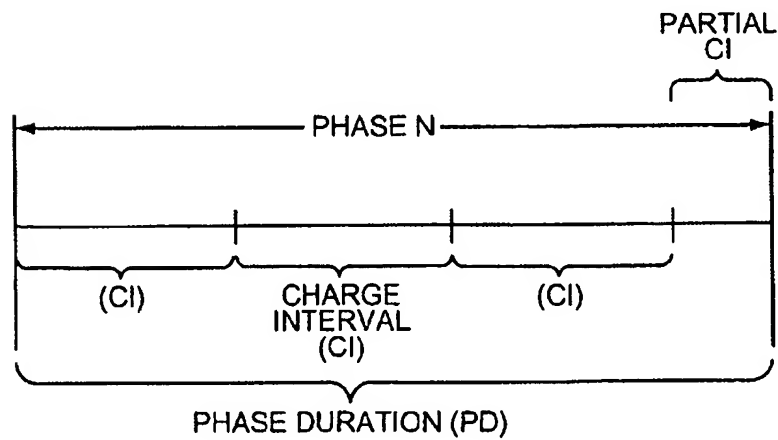 PARTIAL
CI
PHASE N
(CI)
CHARGE
INTERVAL
(CI)
(CI)
PHASE DURATION (PD)